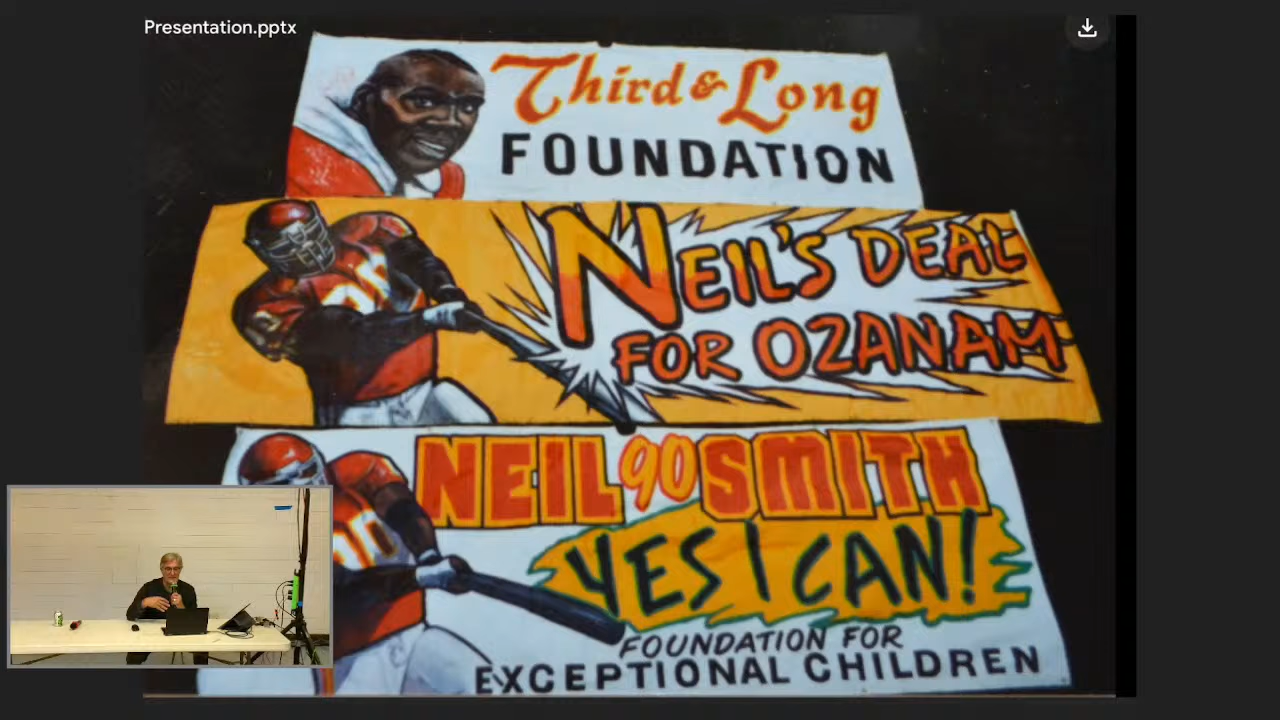 Presentation.pptx
Third & Long
FOUNDATION
NEIL'S DEAL
FOR OZANAM
NEIL 90 SMITH
YES I CAN!
FOUNDATION FOR
EXCEPTIONAL CHILDREN